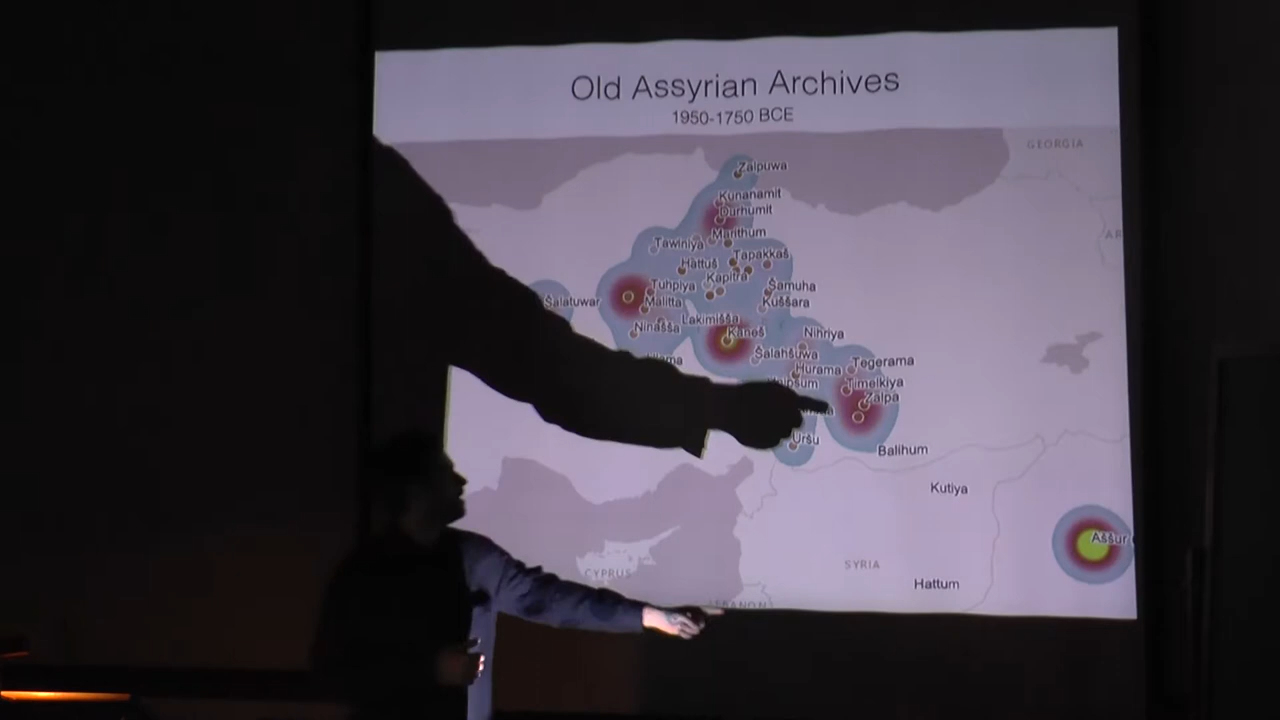 Old Assyrian Archives
1950-1750 BCE
GEORGIA
Zalpuwa
Kunanamit
Durhumit
Marithum
Tawiniya
Tapakkaš
Hattuš
Kapitra
Tuhpiya
Šamuha
Šalatuwar
Malitta
Kuššara
Lakimišša
Ninašša
Kaneš
Nihriya
Šalahšuwa
Tegerama
Hurama
Timelkiya
Zalpa
Uršu
Balihum
Kutiya
Aššur
SYRIA
CYPRUS
Hattum